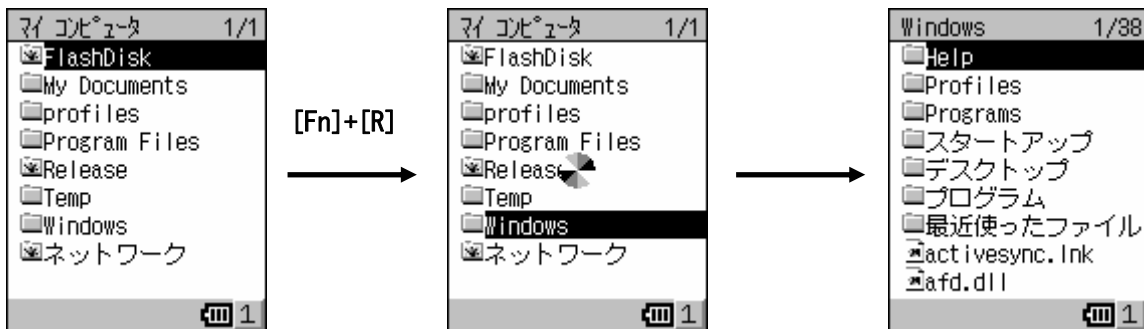 マイ コンピュータ 1/1
FlashDisk
My Documents
profiles
Program Files
Release
Temp
Windows
ネットワーク
1
[Fn]+[R]
マイ コンピュータ 1/1
FlashDisk
My Documents
profiles
Program Files
Release
Temp
Windows
ネットワーク
1
Windows 1/38
Help
Profiles
Programs
スタートアップ
デスクトップ
プログラム
最近使ったファイル
activesync.lnk
afd.dll
1